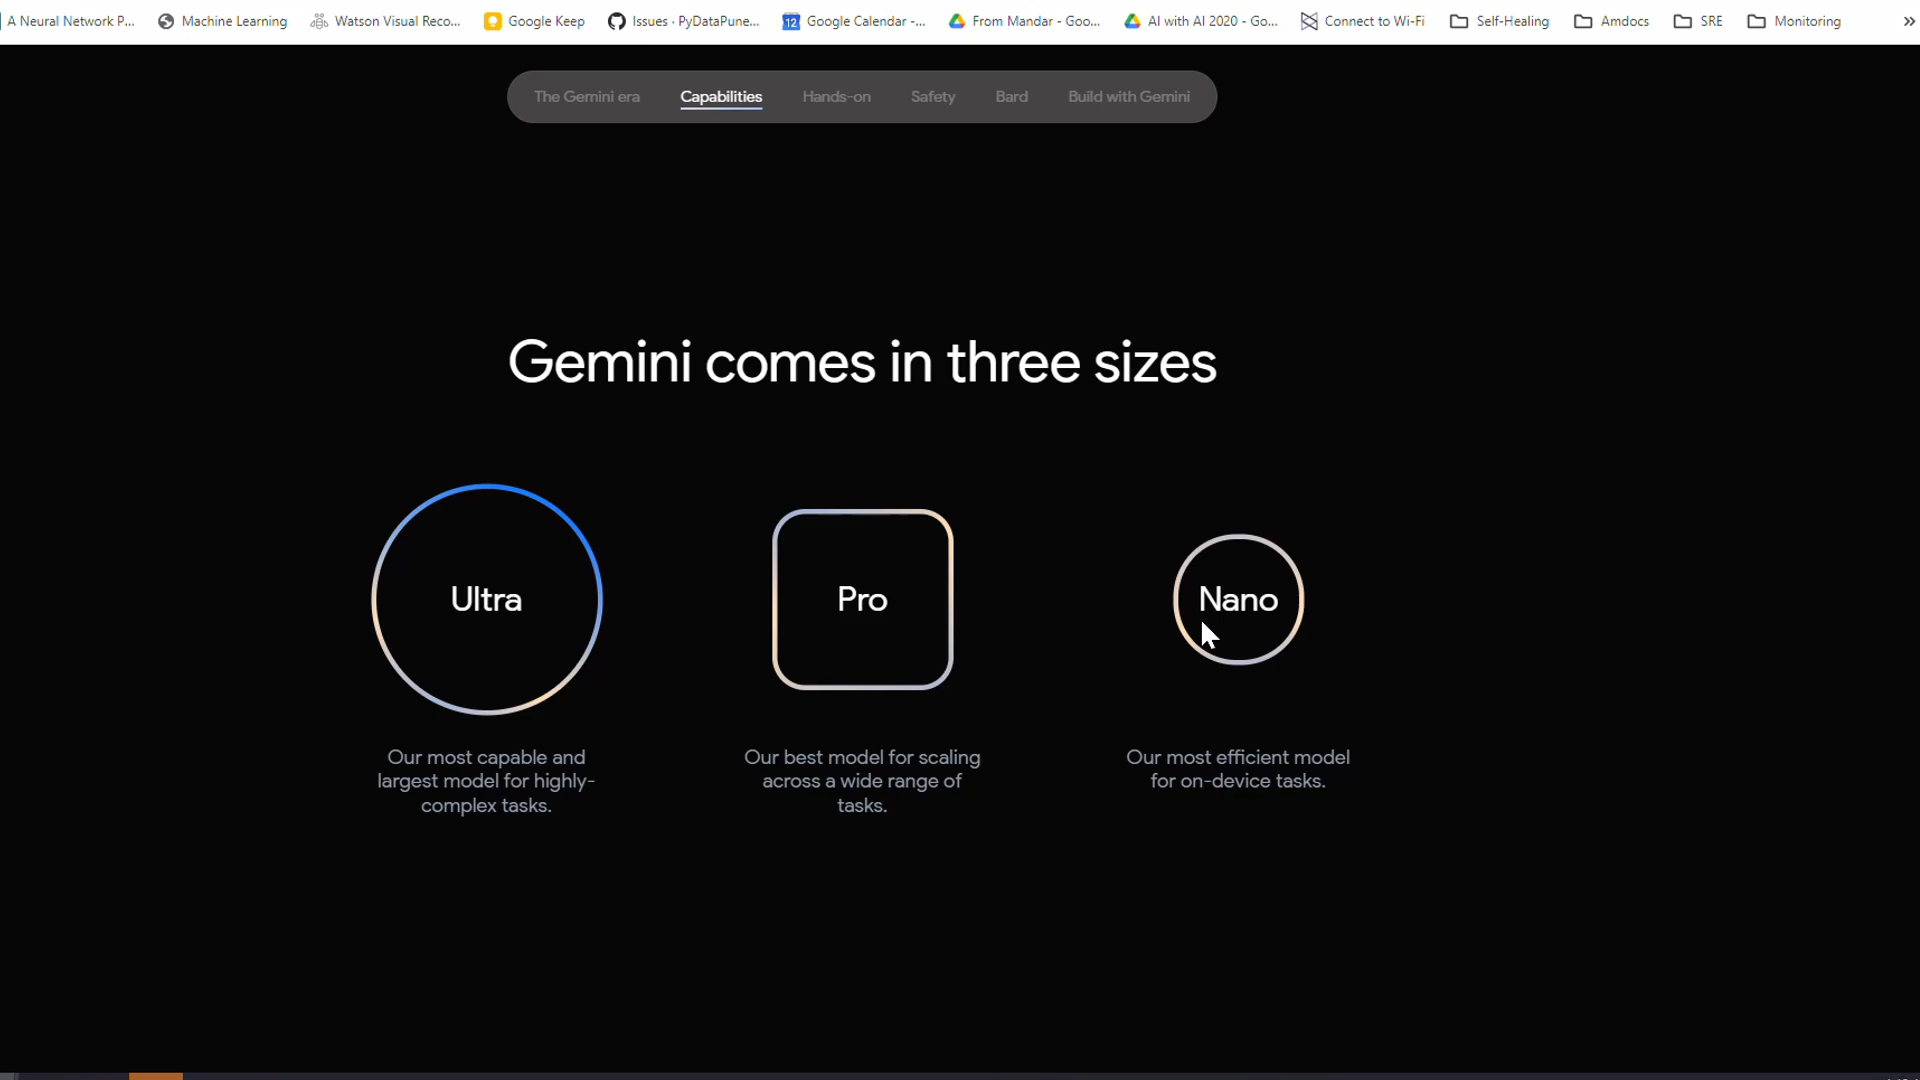 A Neural Network P... Machine Learning Watson Visual Reco... Google Keep Issues · PyDataPune... 12 Google Calendar -... From Mandar - Goo... AI with AI 2020 - Go... Connect to Wi-Fi Self-Healing Amdocs SRE Monitoring »
The Gemini era Capabilities Hands-on Safety Bard Build with Gemini
Gemini comes in three sizes
Ultra
Our most capable and
largest model for highly-
complex tasks.
Pro
Our best model for scaling
across a wide range of
tasks.
Nano
Our most efficient model
for on-device tasks.